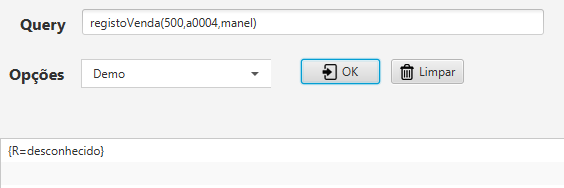 Query registoVenda(500,a0004,manel)
Opções Demo OK Limpar
{R=desconhecido}